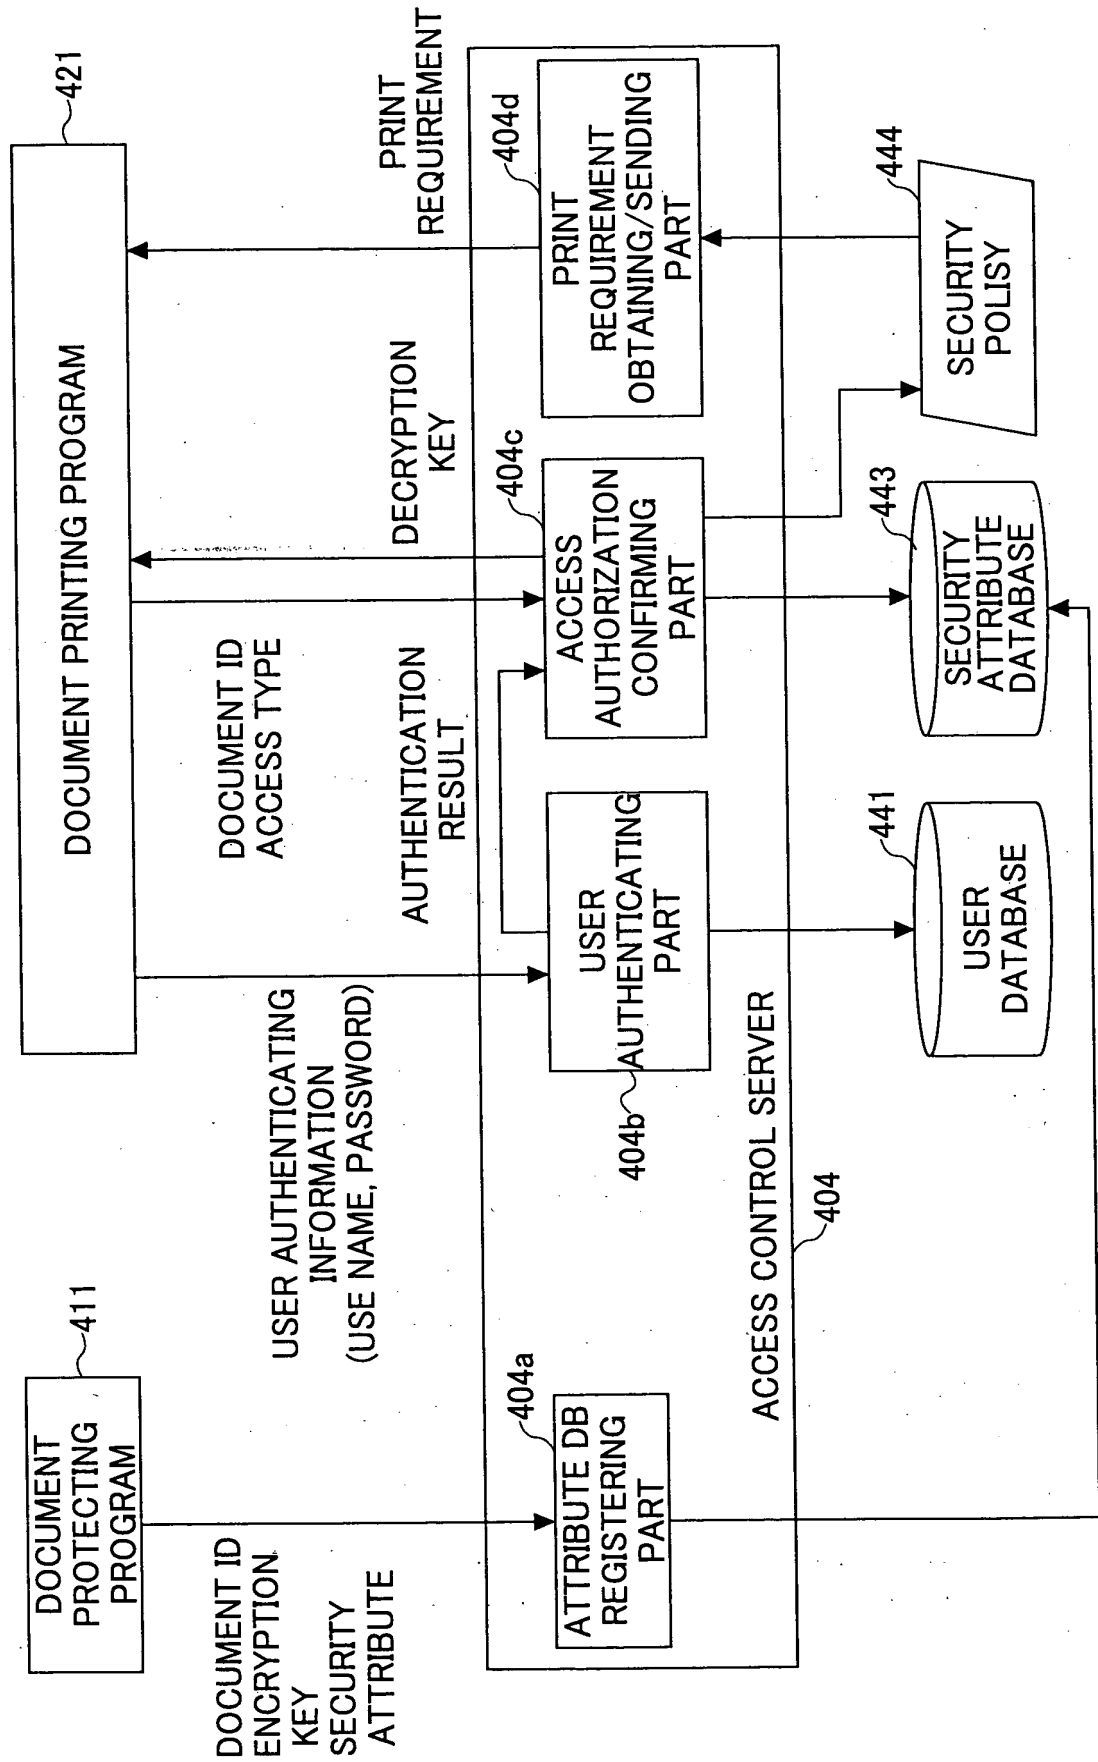 DOCUMENT
PROTECTING
PROGRAM
411
DOCUMENT PRINTING PROGRAM
421
DOCUMENT ID
ENCRYPTION
KEY
SECURITY
ATTRIBUTE
USER AUTHENTICATING
INFORMATION
(USE NAME, PASSWORD)
DOCUMENT ID
ACCESS TYPE
AUTHENTICATION
RESULT
DECRYPTION
KEY
PRINT
REQUIREMENT
404a
ATTRIBUTE DB
REGISTERING
PART
404b
USER
AUTHENTICATING
PART
404c
ACCESS
AUTHORIZATION
CONFIRMING
PART
404d
PRINT
REQUIREMENT
OBTAINING/SENDING
PART
ACCESS CONTROL SERVER
404
441
USER
DATABASE
443
SECURITY
ATTRIBUTE
DATABASE
444
SECURITY
POLISY